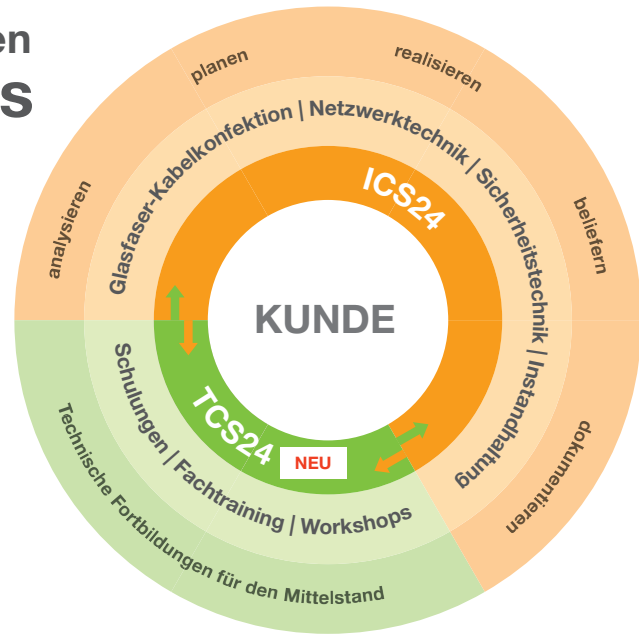 en
s
planen
realisieren
analysieren
beliefern
dokumentieren
Glasfaser-Kabelkonfektion | Netzwerktechnik | Sicherheitstechnik | Instandhaltung
ICS24
KUNDE
TCS24
NEU
Schulungen | Fachtraining | Workshops
Technische Fortbildungen für den Mittelstand